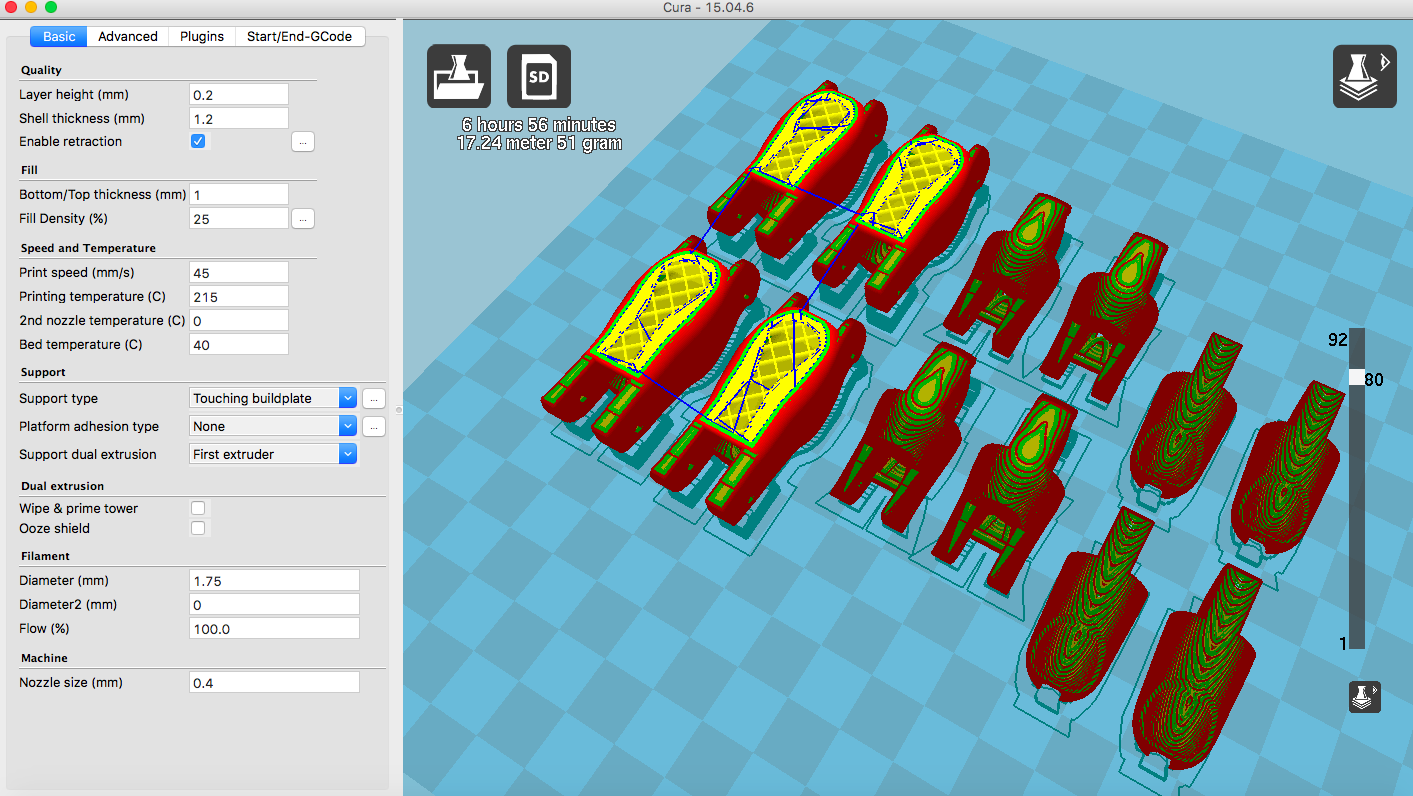 Cura - 15.04.6
Basic Advanced Plugins Start/End-GCode
Quality
Layer height (mm) 0.2
Shell thickness (mm) 1.2
Enable retraction ...
Fill
Bottom/Top thickness (mm) 1
Fill Density (%) 25 ...
Speed and Temperature
Print speed (mm/s) 45
Printing temperature (C) 215
2nd nozzle temperature (C) 0
Bed temperature (C) 40
Support
Support type Touching buildplate ...
Platform adhesion type None ...
Support dual extrusion First extruder
Dual extrusion
Wipe & prime tower
Ooze shield
Filament
Diameter (mm) 1.75
Diameter2 (mm) 0
Flow (%) 100.0
Machine
Nozzle size (mm) 0.4
SD
6 hours 56 minutes
17.24 meter 51 gram
92
80
1